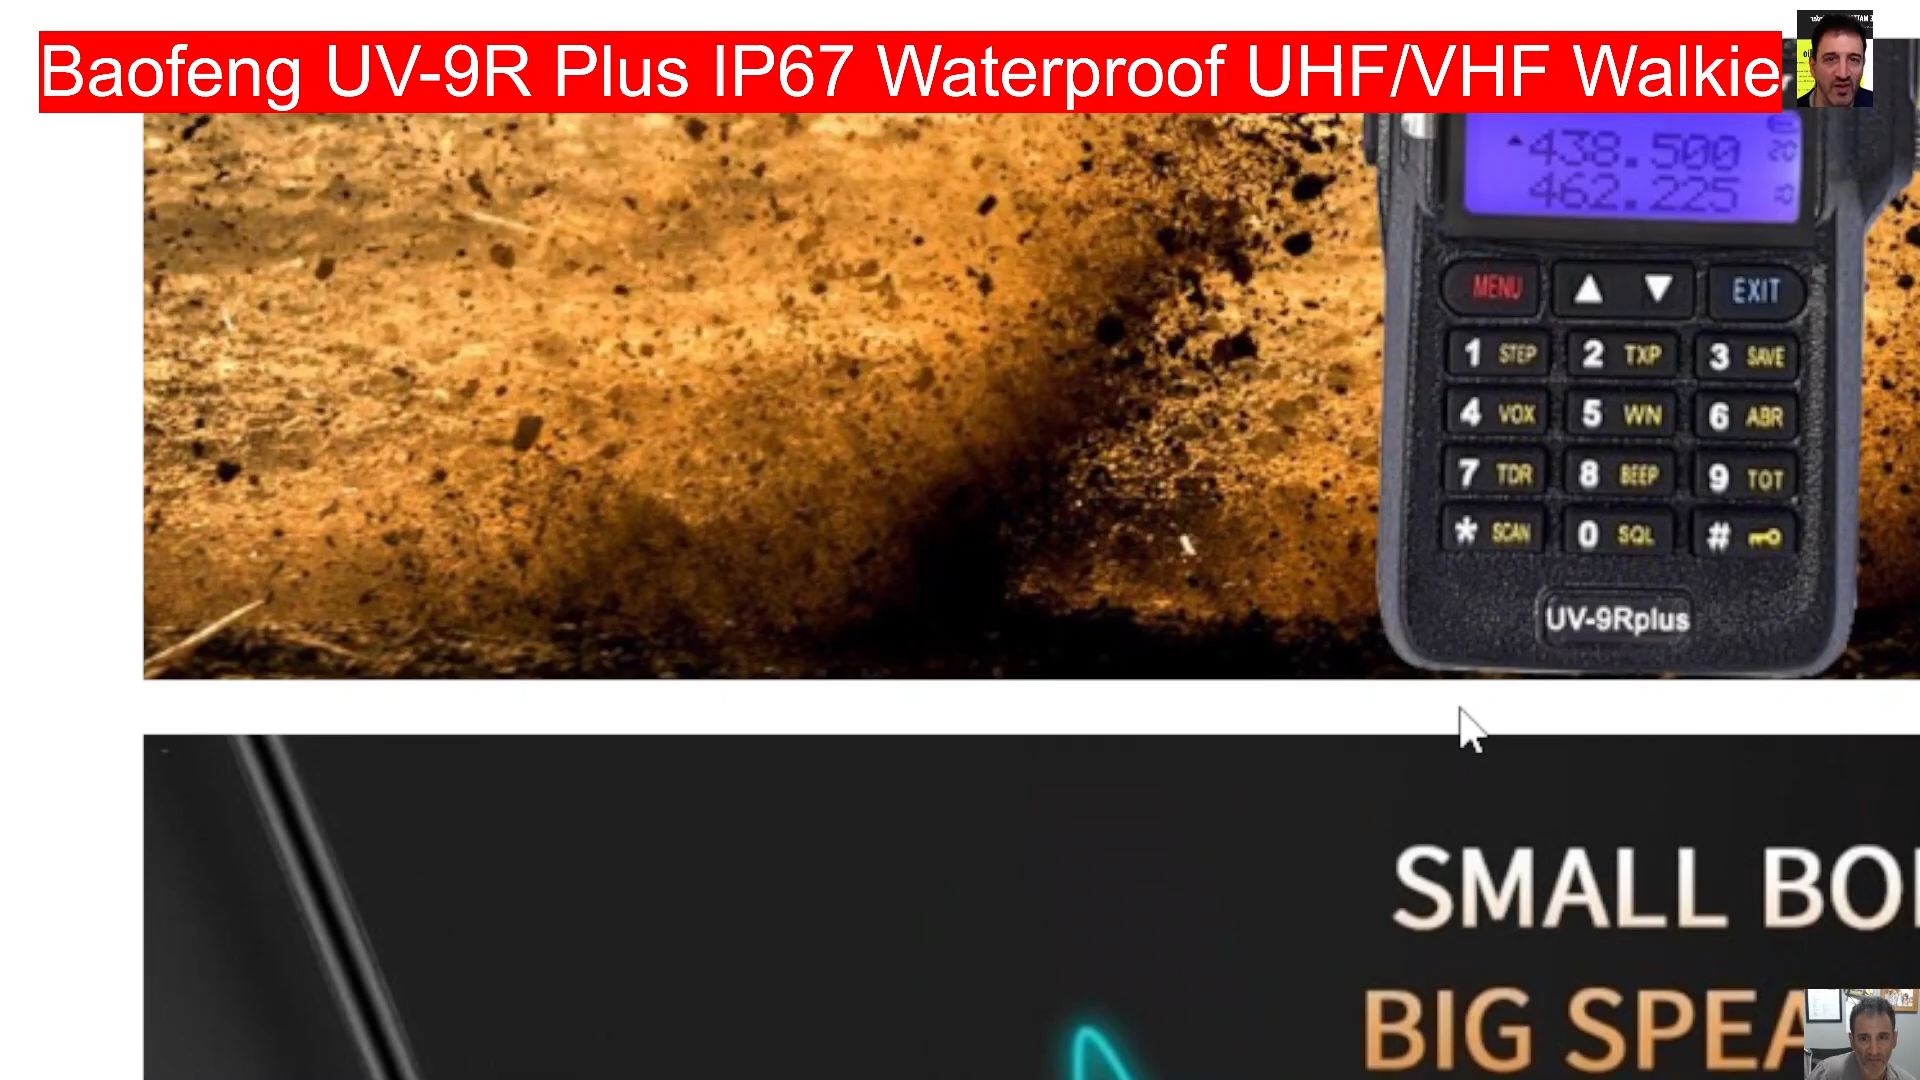 Baofeng UV-9R Plus IP67 Waterproof UHF/VHF Walkie
438.500
462.225
MENU EXIT
1 STEP 2 TXP 3 SAVE
4 VOX 5 WN 6 ABR
7 TDR 8 BEEP 9 TOT
* SCAN 0 SQL #
UV-9Rplus
SMALL BO
BIG SPEA